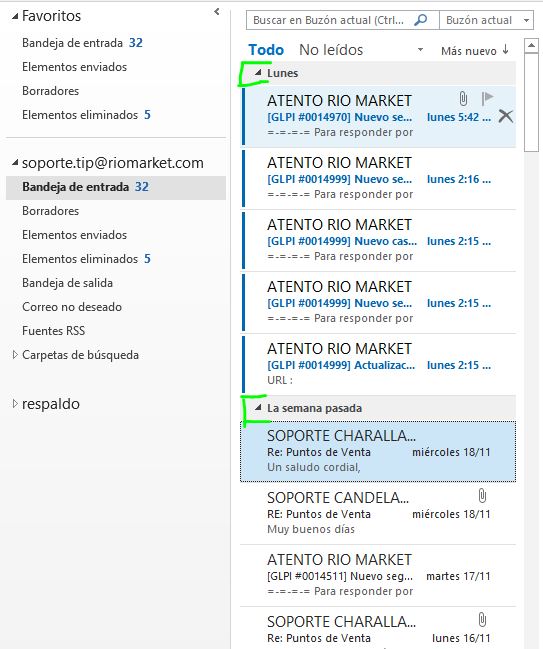 Favoritos
Bandeja de entrada 32
Elementos enviados
Borradores
Elementos eliminados 5
soporte.tip@riomarket.com
Bandeja de entrada 32
Borradores
Elementos enviados
Elementos eliminados 5
Bandeja de salida
Correo no deseado
Fuentes RSS
Carpetas de búsqueda
respaldo
Buscar en Buzón actual (Ctrl... Buzón actual
Todo No leídos Más nuevo
Lunes
ATENTO RIO MARKET
[GLPI #0014970] Nuevo se... lunes 5:42 ...
=-=-=-= Para responder por
ATENTO RIO MARKET
[GLPI #0014999] Nuevo se... lunes 2:16 ...
=-=-=-= Para responder por
ATENTO RIO MARKET
[GLPI #0014999] Nuevo cas... lunes 2:15 ...
=-=-=-= Para responder por
ATENTO RIO MARKET
[GLPI #0014999] Nuevo se... lunes 2:15 ...
=-=-=-= Para responder por
ATENTO RIO MARKET
[GLPI #0014999] Actualizac... lunes 2:15 ...
URL :
La semana pasada
SOPORTE CHARALLA...
Re: Puntos de Venta miércoles 18/11
Un saludo cordial,
SOPORTE CANDELA...
RE: Puntos de Venta miércoles 18/11
Muy buenos días
ATENTO RIO MARKET
[GLPI #0014511] Nuevo seg... martes 17/11
=-=-=-= Para responder por
SOPORTE CHARALLA...
Re: Puntos de Venta lunes 16/11